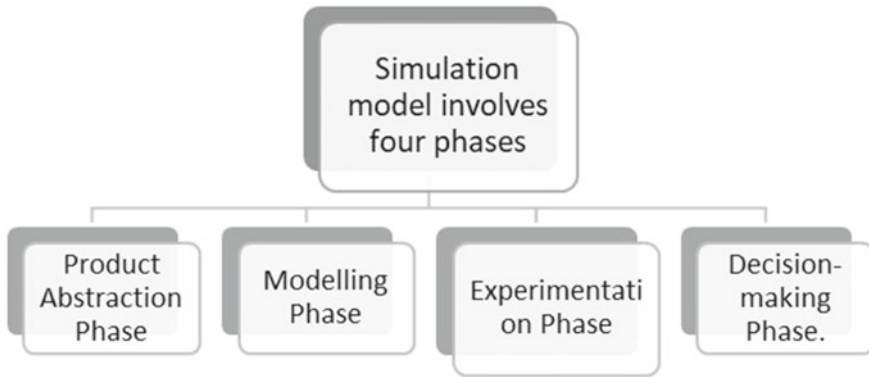 Simulation
model involves
four phases
Product
Abstraction
Phase
Modelling
Phase
Experimentati
on Phase
Decision-
making
Phase.